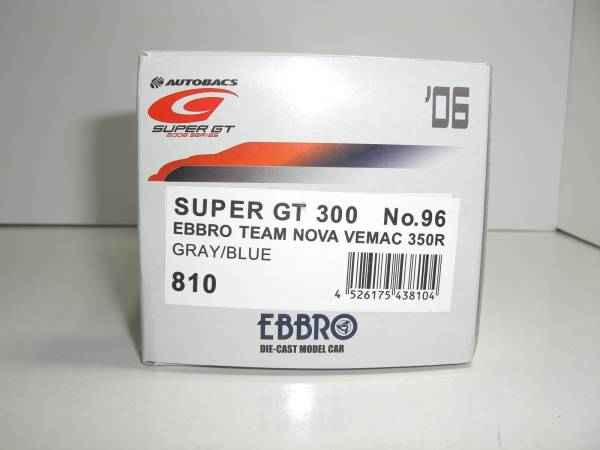 AUTOBACS
SUPER GT
2006 SERIES
'06
SUPER GT 300 No.96
EBBRO TEAM NOVA VEMAC 350R
GRAY/BLUE
810
4 526175 438104
EBBRO
DIE-CAST MODEL CAR